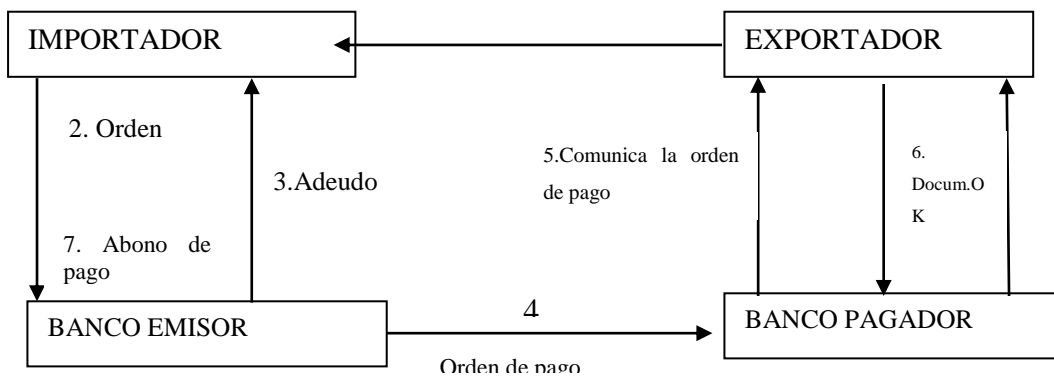 IMPORTADOR
EXPORTADOR
2. Orden
3.Adeudo
5.Comunica la orden
de pago
6.
Docum.O
K
7. Abono de
pago
BANCO EMISOR
4
BANCO PAGADOR
Orden de pago